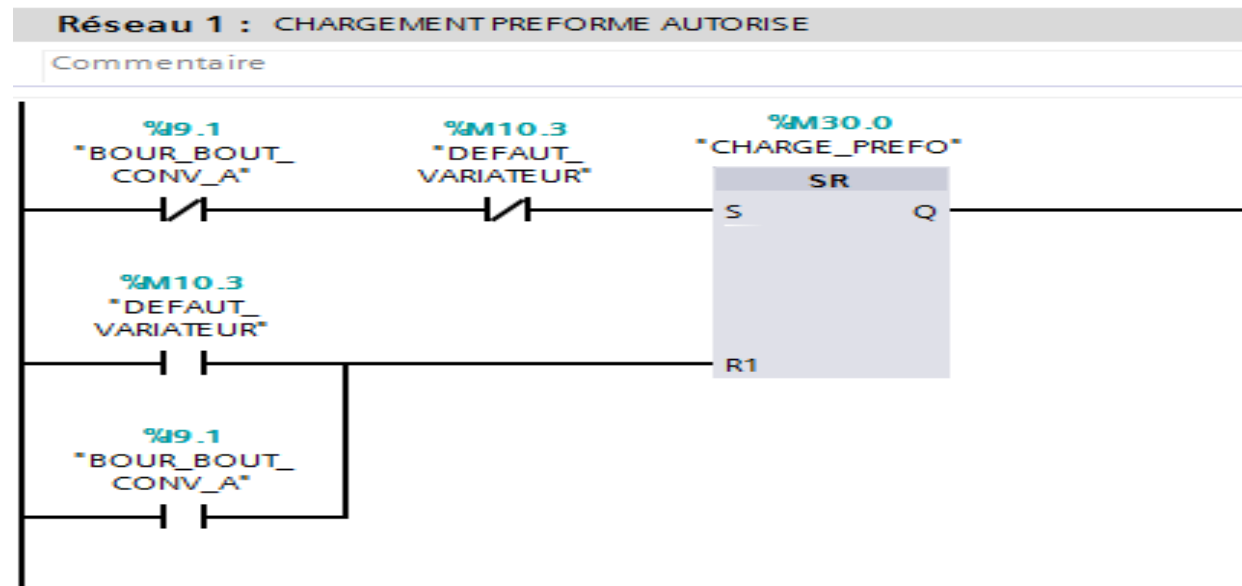 Réseau 1 : CHARGEMENT PREFORME AUTORISE
Commentaire
%I9.1
"BOUR_BOUT_
CONV_A"
%M10.3
"DEFAUT_
VARIATEUR"
%M30.0
"CHARGE_PREFO"
SR
S
Q
%M10.3
"DEFAUT_
VARIATEUR"
R1
%I9.1
"BOUR_BOUT_
CONV_A"